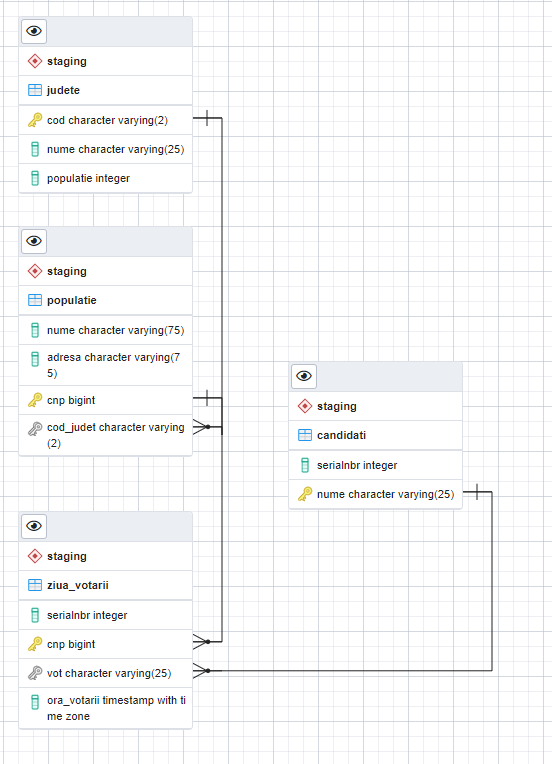 staging
judete
cod character varying(2)
nume character varying(25)
populatie integer
staging
populatie
nume character varying(75)
adresa character varying(7
5)
cnp bigint
cod_judet character varying
(2)
staging
candidati
serialnbr integer
nume character varying(25)
staging
ziua_votarii
serialnbr integer
cnp bigint
vot character varying(25)
ora_votarii timestamp with ti
me zone